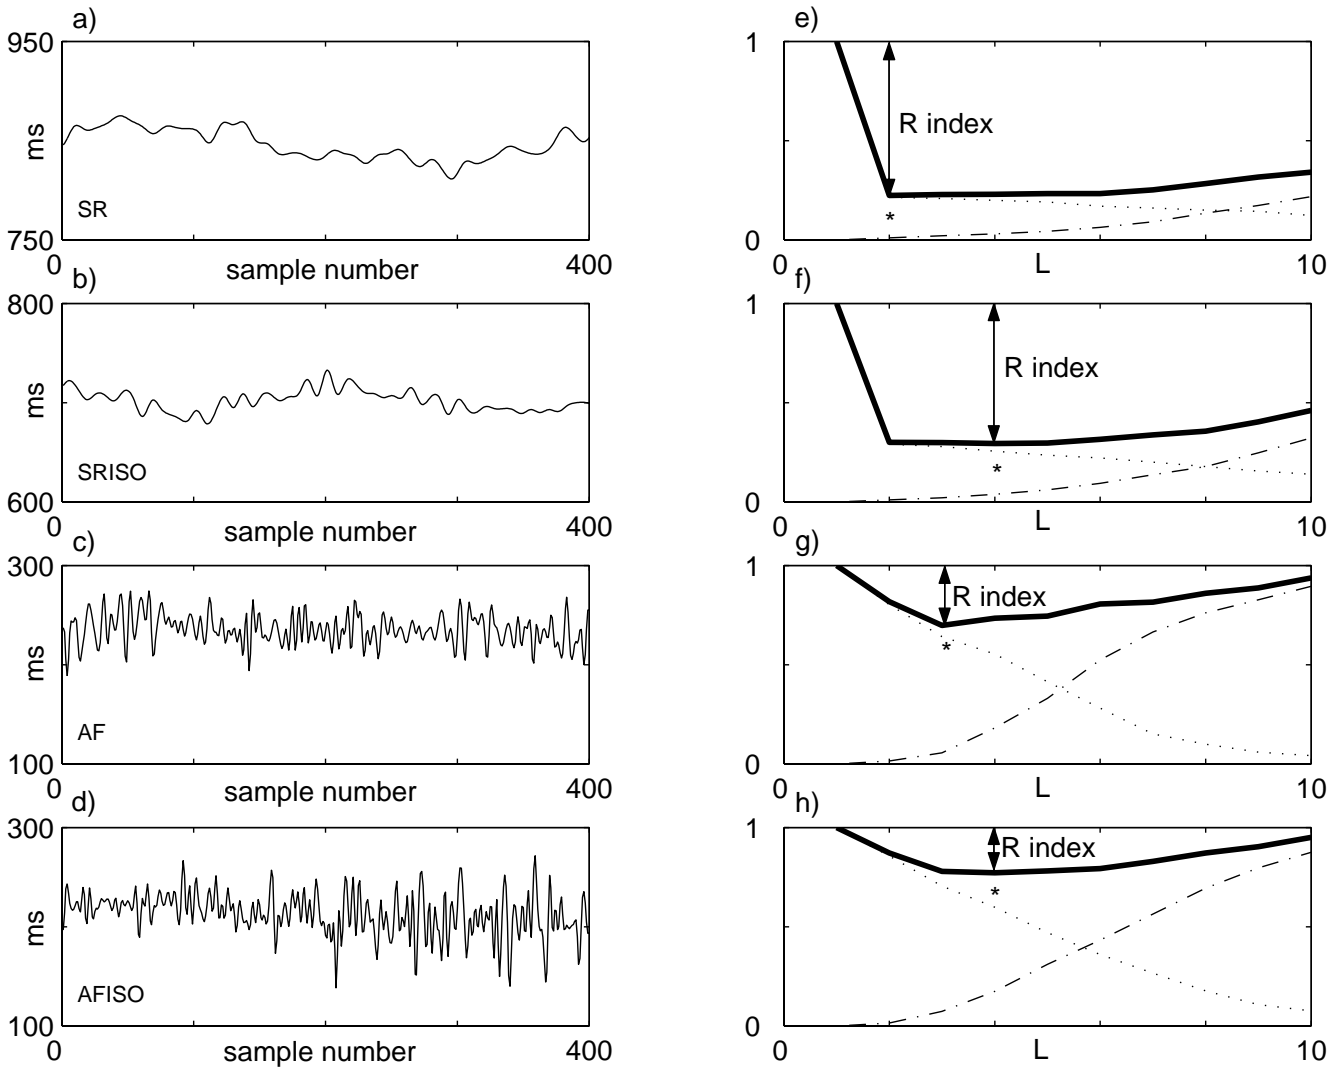 a)
950
ms
SR
750
0
sample number
400
e)
1
R index
*
0
0
L
10
b)
800
ms
SRISO
600
0
sample number
400
f)
1
R index
*
0
0
L
10
c)
300
ms
AF
100
0
sample number
400
g)
1
R index
*
0
0
L
10
d)
300
ms
AFISO
100
0
sample number
400
h)
1
R index
*
0
0
L
10